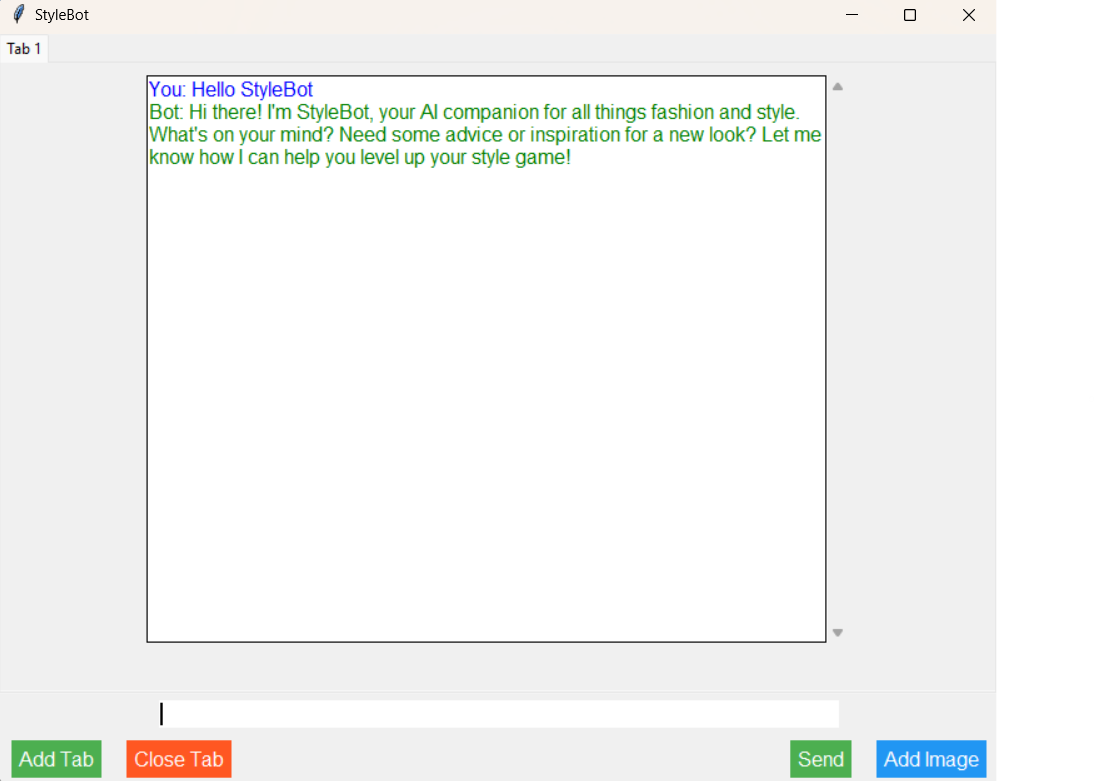 StyleBot
Tab 1
You: Hello StyleBot
Bot: Hi there! I'm StyleBot, your AI companion for all things fashion and style.
What's on your mind? Need some advice or inspiration for a new look? Let me
know how I can help you level up your style game!
Add Tab
Close Tab
Send
Add Image